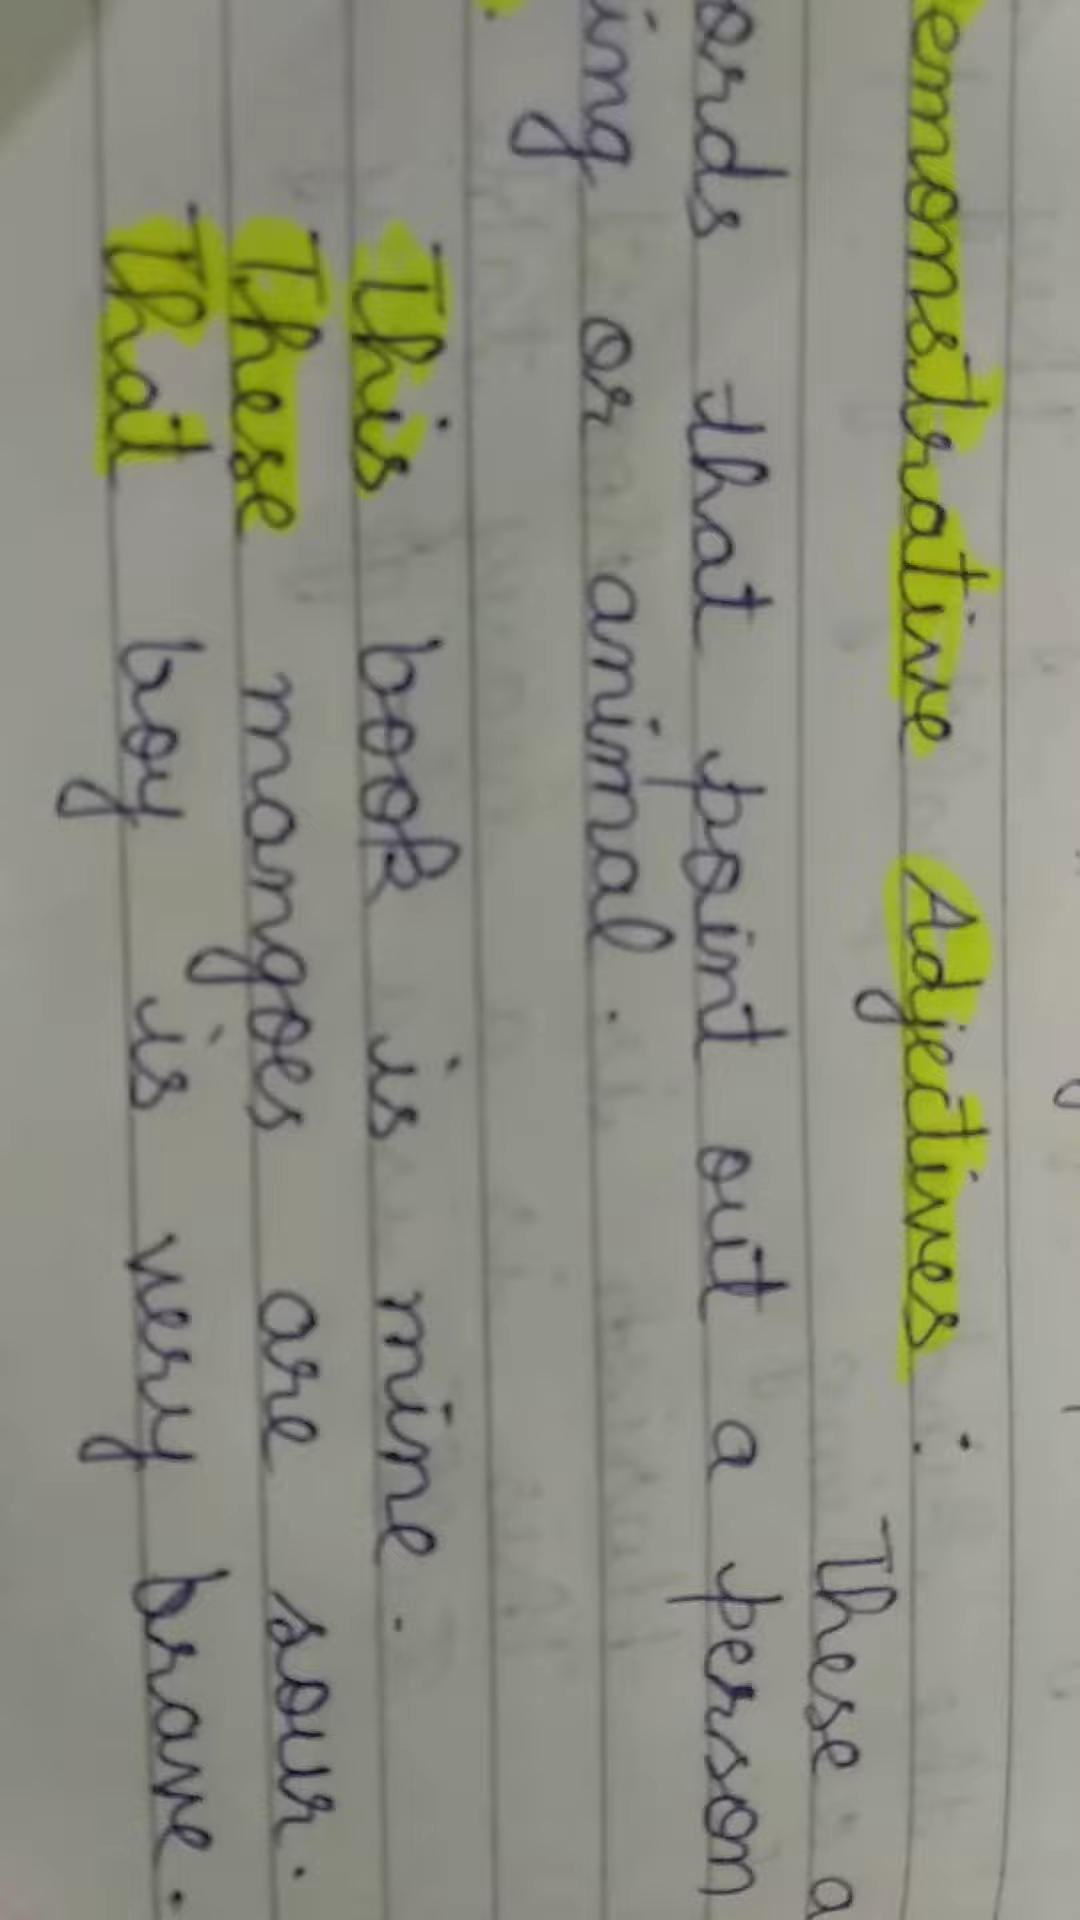 emonstrative Adjectives :
These a
ords that point out a person
ing or animal.
This book is mine.
These mangoes are sour.
That boy is very brave.